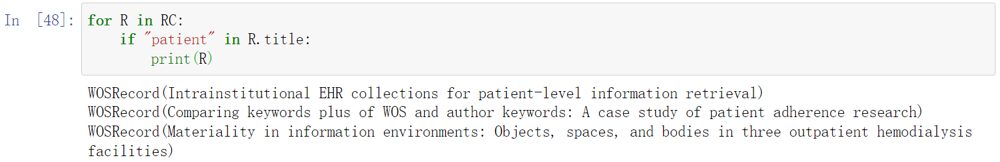 In [48]: for R in RC:
if "patient" in R.title:
print(R)
WOSRecord(Intrainstitutional EHR collections for patient-level information retrieval)
WOSRecord(Comparing keywords plus of WOS and author keywords: A case study of patient adherence research)
WOSRecord(Materiality in information environments: Objects, spaces, and bodies in three outpatient hemodialysis
facilities)